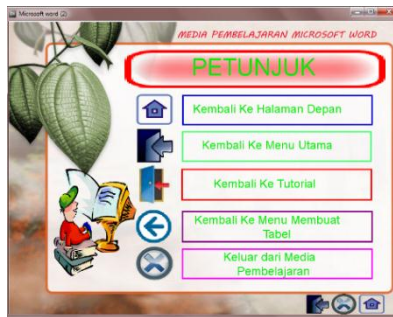 Microsoft word (2)
MEDIA PEMBELAJARAN MICROSOFT WORD
PETUNJUK
Kembali Ke Halaman Depan
Kembali Ke Menu Utama
Kembali Ke Tutorial
Kembali Ke Menu Membuat
Tabel
Keluar dari Media
Pembelajaran